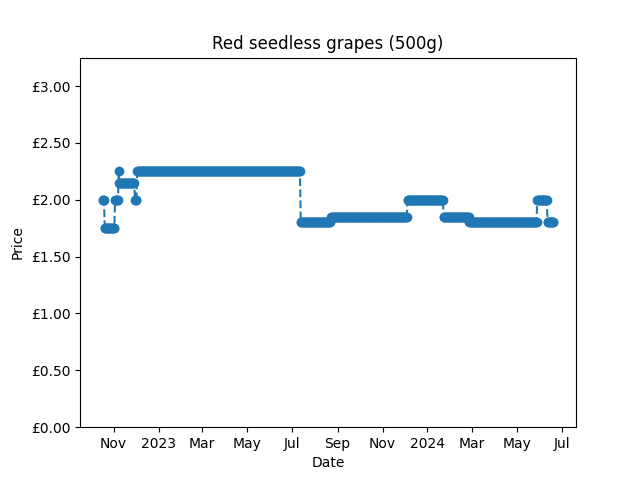 Red seedless grapes (500g)
£3.00
£2.50
£2.00
£1.50
£1.00
£0.50
£0.00
Price
Nov 2023 Mar May Jul Sep Nov 2024 Mar May Jul
Date